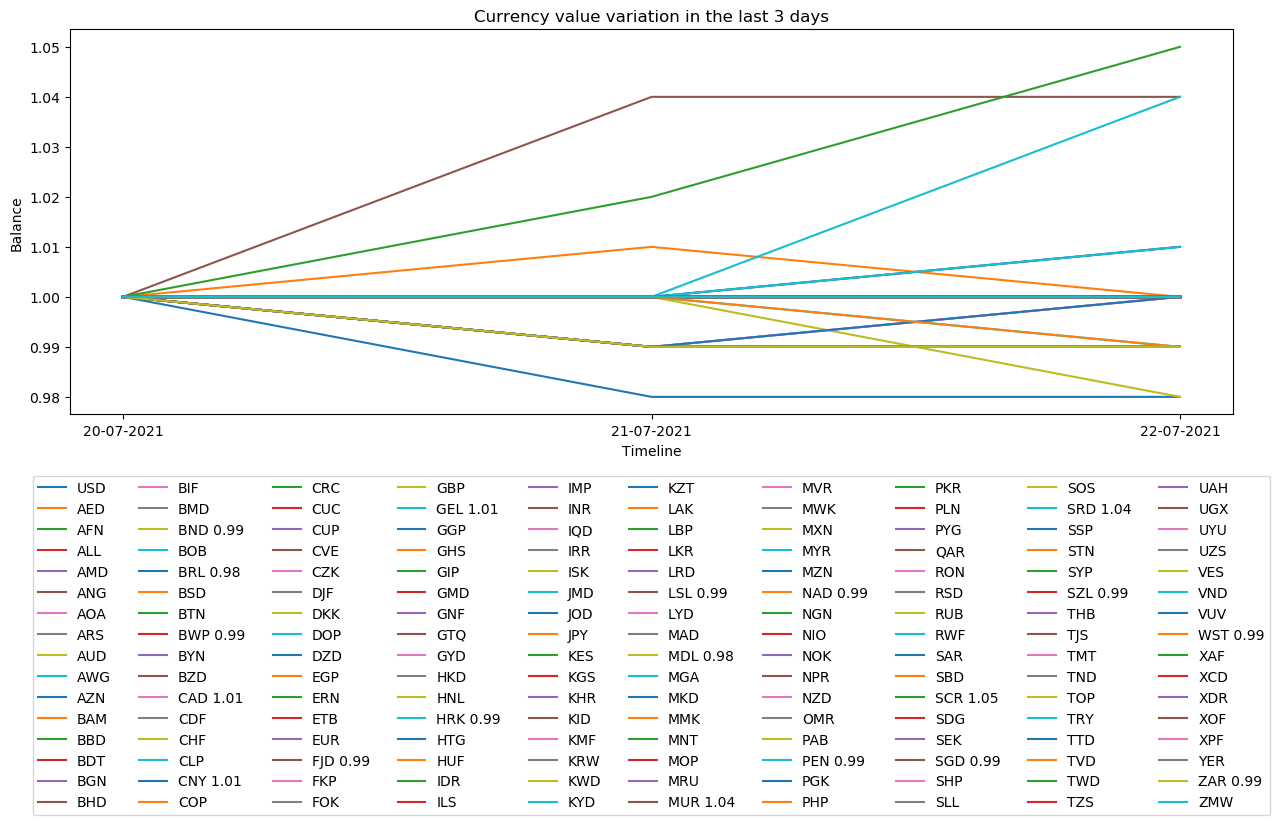 Currency value variation in the last 3 days
Balance
1.05
1.04
1.03
1.02
1.01
1.00
0.99
0.98
20-07-2021 21-07-2021 22-07-2021
Timeline
USD BIF CRC GBP IMP KZT MVR PKR SOS UAH
AED BMD CUC GEL 1.01 INR LAK MWK PLN SRD 1.04 UGX
AFN BND 0.99 CUP GGP IQD LBP MXN PYG SSP UYU
ALL BOB CVE GHS IRR LKR MYR QAR STN UZS
AMD BRL 0.98 CZK GIP ISK LRD MZN RON SYP VES
ANG BSD DJF GMD JMD LSL 0.99 NAD 0.99 RSD SZL 0.99 VND
AOA BTN DKK GNF JOD LYD NGN RUB THB VUV
ARS BWP 0.99 DOP GTQ JPY MAD NIO RWF TJS WST 0.99
AUD BYN DZD GYD KES MDL 0.98 NOK SAR TMT XAF
AWG BZD EGP HKD KGS MGA NPR SBD TND XCD
AZN CAD 1.01 ERN HNL KHR MKD NZD SCR 1.05 TOP XDR
BAM CDF ETB HRK 0.99 KID MMK OMR SDG TRY XOF
BBD CHF EUR HTG KMF MNT PAB SEK TTD XPF
BDT CLP FJD 0.99 HUF KRW MOP PEN 0.99 SGD 0.99 TVD YER
BGN CNY 1.01 FKP IDR KWD MRU PGK SHP TWD ZAR 0.99
BHD COP FOK ILS KYD MUR 1.04 PHP SLL TZS ZMW